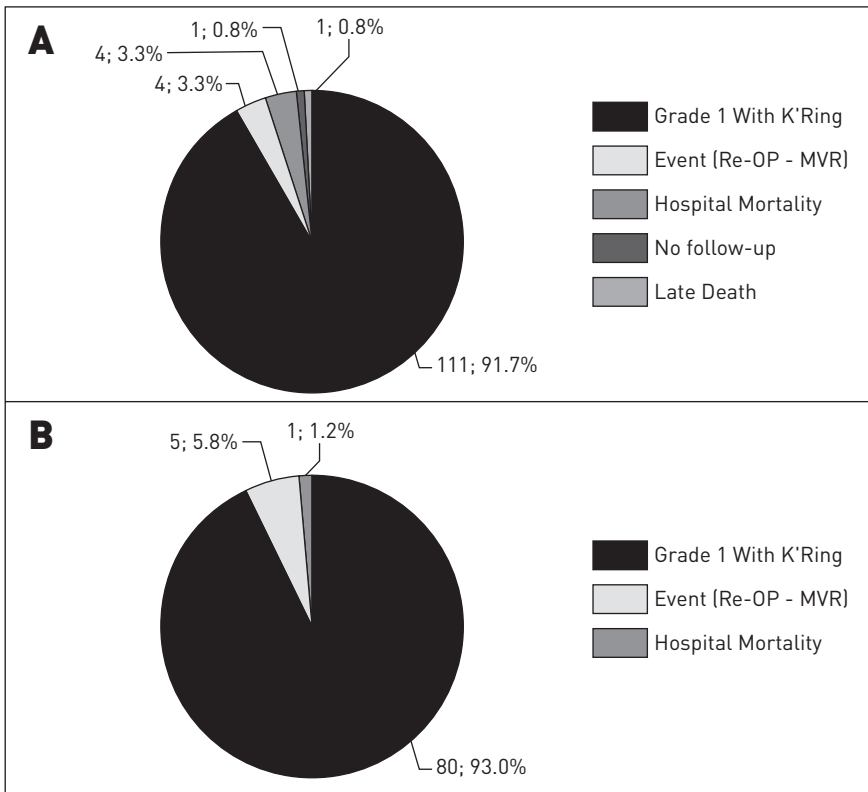 A
1; 0.8%
1; 0.8%
4; 3.3%
4; 3.3%
Grade 1 With K'Ring
Event (Re-OP - MVR)
Hospital Mortality
No follow-up
Late Death
111; 91.7%
B
5; 5.8%
1; 1.2%
Grade 1 With K'Ring
Event (Re-OP - MVR)
Hospital Mortality
80; 93.0%